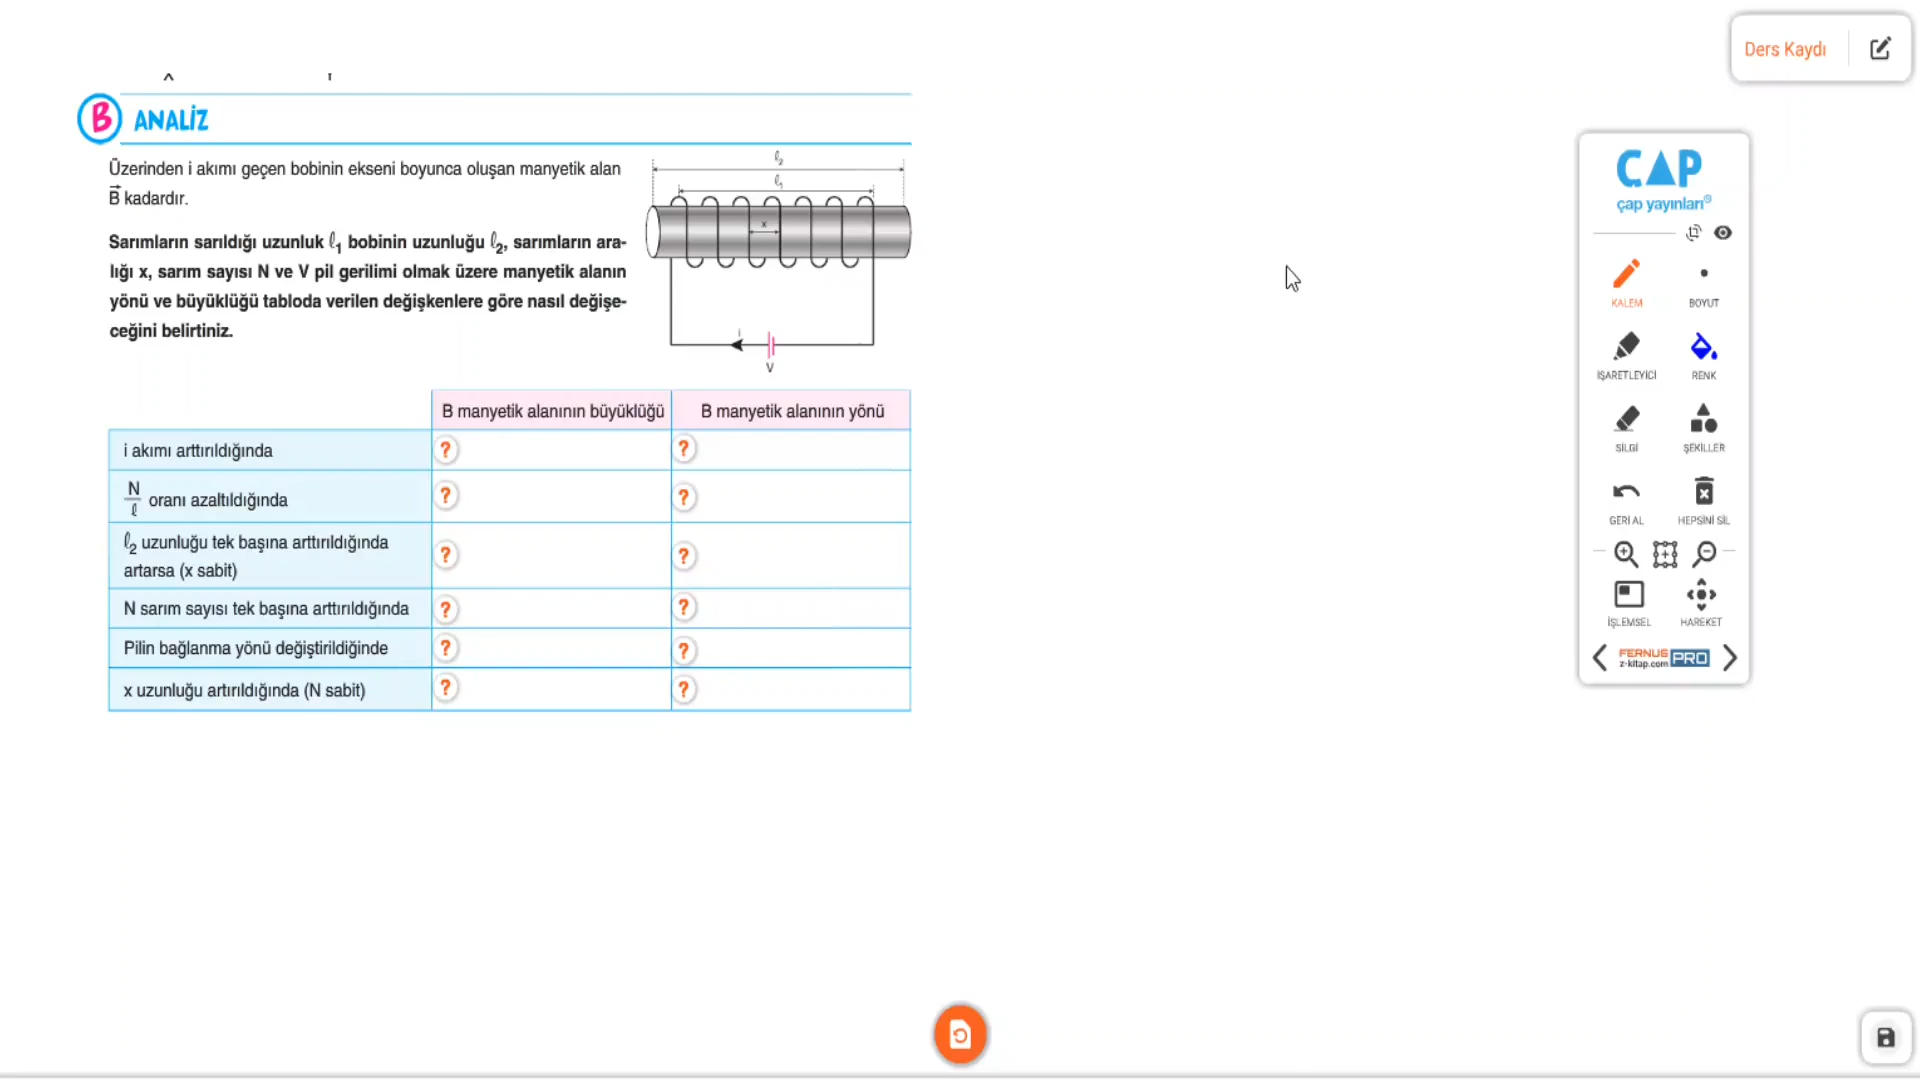 Ders Kaydı
B ANALİZ
Üzerinden i akımı geçen bobinin ekseni boyunca oluşan manyetik alan
B⃗ kadardır.
Sarımların sarıldığı uzunluk ℓ₁ bobinin uzunluğu ℓ₂, sarımların ara-
lığı x, sarım sayısı N ve V pil gerilimi olmak üzere manyetik alanın
yönü ve büyüklüğü tabloda verilen değişkenlere göre nasıl değişe-
ceğini belirtiniz.
ℓ₂
ℓ₁
x
i
V
B manyetik alanının büyüklüğü B manyetik alanının yönü
i akımı arttırıldığında ? ?
N/ℓ oranı azaltıldığında ? ?
ℓ₂ uzunluğu tek başına arttırıldığında ? ?
artarsa (x sabit)
N sarım sayısı tek başına arttırıldığında ? ?
Pilin bağlanma yönü değiştirildiğinde ? ?
x uzunluğu artırıldığında (N sabit) ? ?
ÇAP
çap yayınları®
KALEM BOYUT
İŞARETLEYİCİ RENK
SİLGİ ŞEKİLLER
GERİ AL HEPSİNİ SİL
İŞLEMSEL HAREKET
FERNUS PRO
z-kitap.com